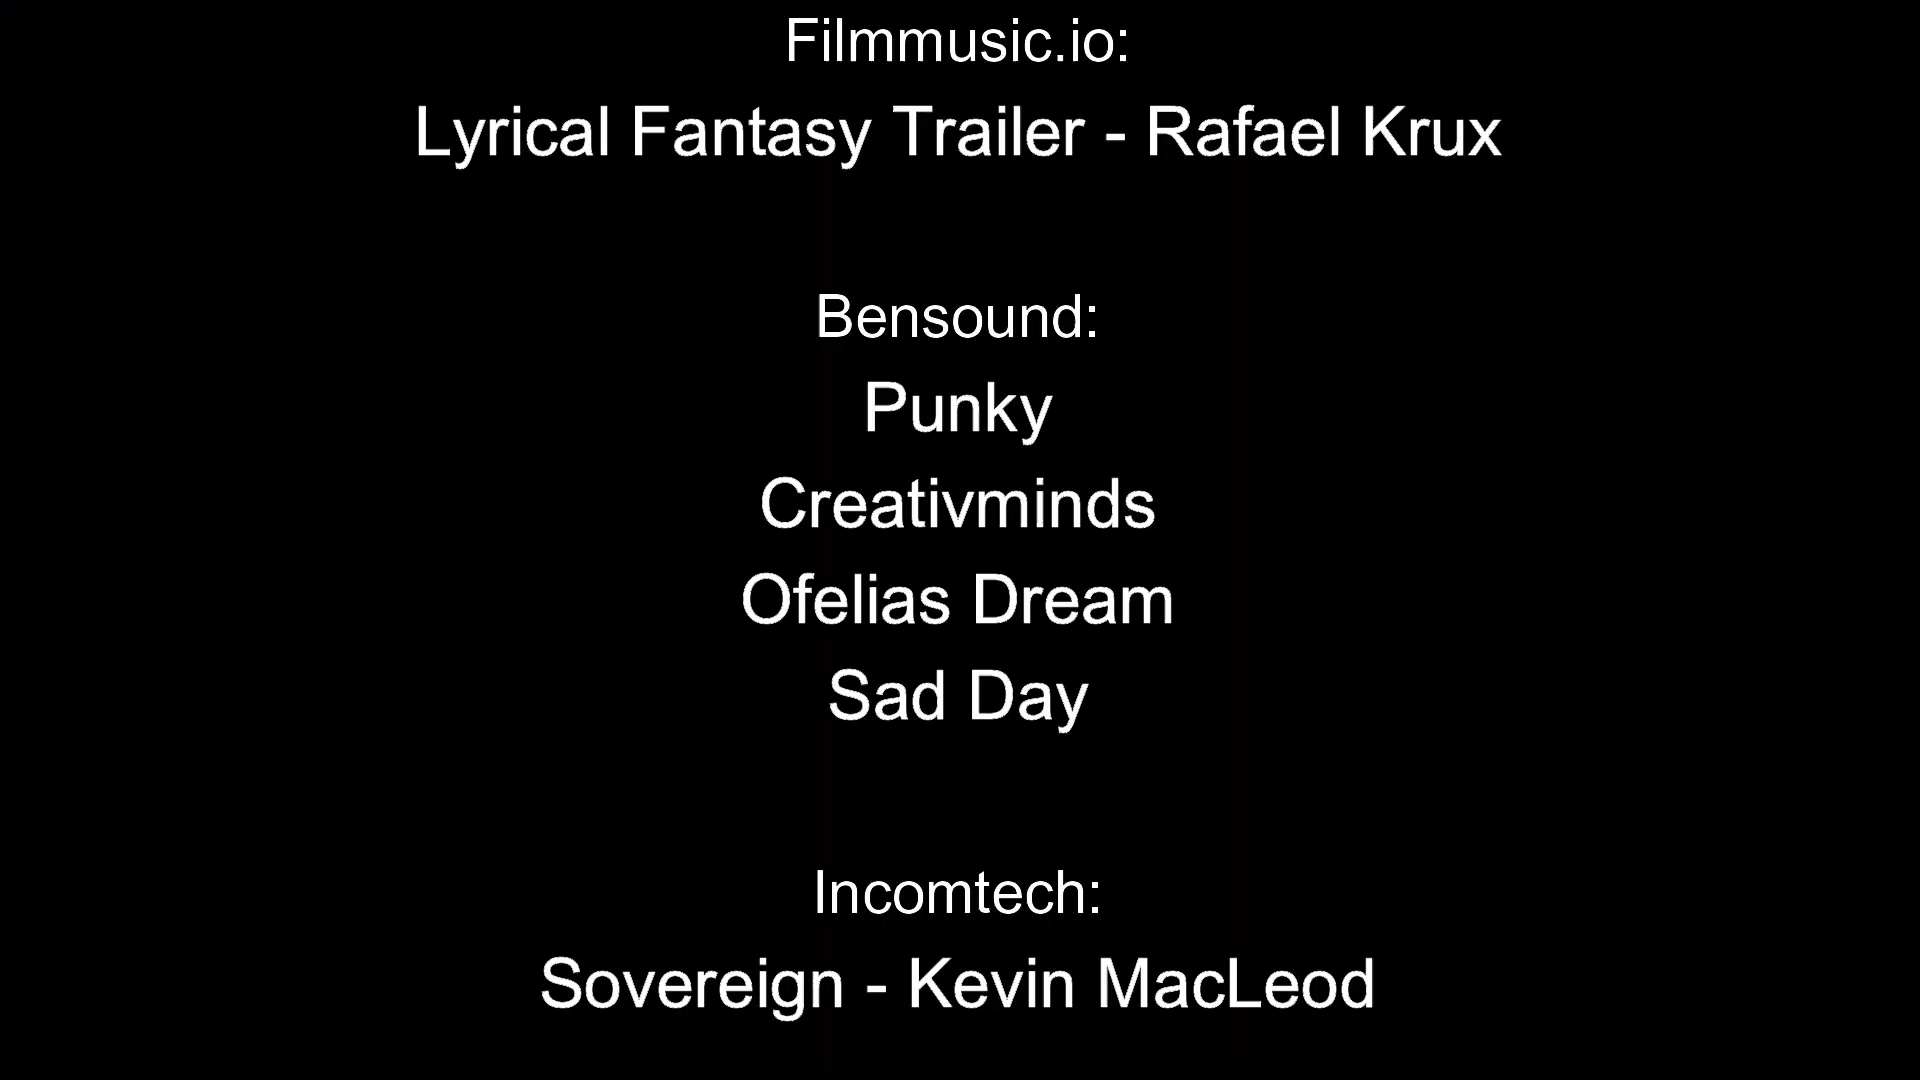 Filmmusic.io:
Lyrical Fantasy Trailer - Rafael Krux
Bensound:
Punky
Creativminds
Ofelias Dream
Sad Day
Incomtech:
Sovereign - Kevin MacLeod